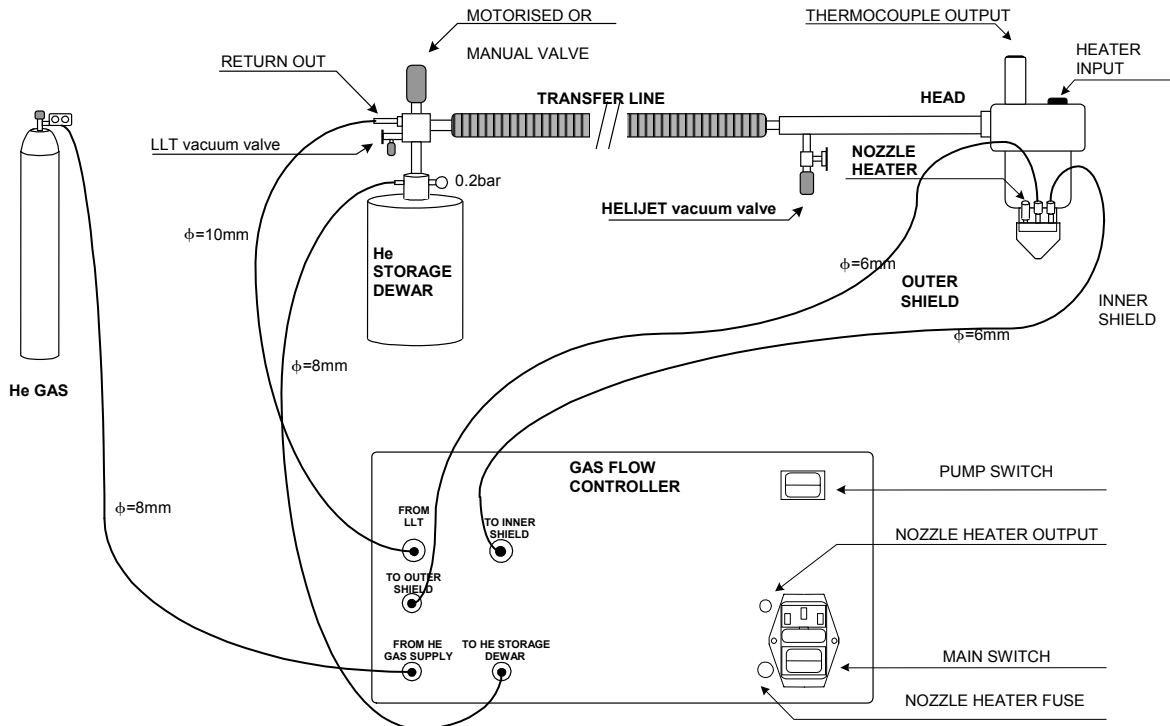 MOTORISED OR
MANUAL VALVE
THERMOCOUPLE OUTPUT
HEATER
INPUT
RETURN OUT
TRANSFER LINE
HEAD
LLT vacuum valve
NOZZLE
HEATER
0.2bar
HELIJET vacuum valve
ϕ=10mm
He
STORAGE
DEWAR
ϕ=6mm
OUTER
SHIELD
INNER
SHIELD
ϕ=6mm
ϕ=8mm
He GAS
GAS FLOW
CONTROLLER
PUMP SWITCH
ϕ=8mm
FROM
LLT
TO INNER
SHIELD
NOZZLE HEATER OUTPUT
TO OUTER
SHIELD
FROM HE
GAS SUPPLY
TO HE STORAGE
DEWAR
MAIN SWITCH
NOZZLE HEATER FUSE